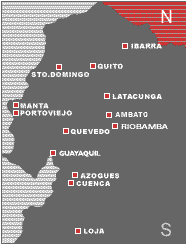 N
IBARRA
QUITO
STO.DOMINGO
LATACUNGA
MANTA
PORTOVIEJO
AMBATO
RIOBAMBA
QUEVEDO
GUAYAQUIL
AZOGUES
CUENCA
LOJA
S